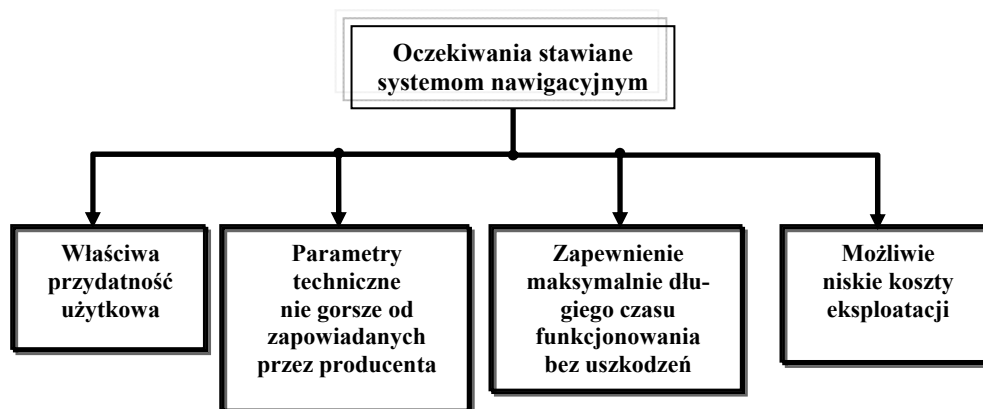 Oczekiwania stawiane
systemom nawigacyjnym
Właściwa
przydatność
użytkowa
Parametry
techniczne
nie gorsze od
zapowiadanych
przez producenta
Zapewnienie
maksymalnie dłu-
giego czasu
funkcjonowania
bez uszkodzeń
Możliwie
niskie koszty
eksploatacji